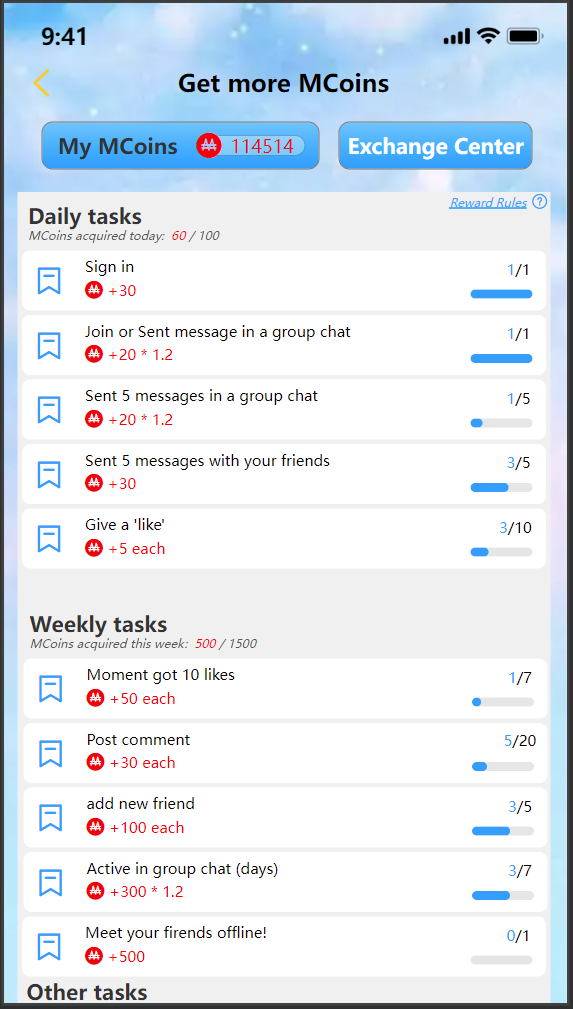 9:41
Get more MCoins
My MCoins 114514 Exchange Center
Reward Rules ?
Daily tasks
MCoins acquired today: 60 / 100
Sign in 1/1
+30
Join or Sent message in a group chat 1/1
+20 * 1.2
Sent 5 messages in a group chat 1/5
+20 * 1.2
Sent 5 messages with your friends 3/5
+30
Give a 'like' 3/10
+5 each
Weekly tasks
MCoins acquired this week: 500 / 1500
Moment got 10 likes 1/7
+50 each
Post comment 5/20
+30 each
add new friend 3/5
+100 each
Active in group chat (days) 3/7
+300 * 1.2
Meet your firends offline! 0/1
+500
Other tasks